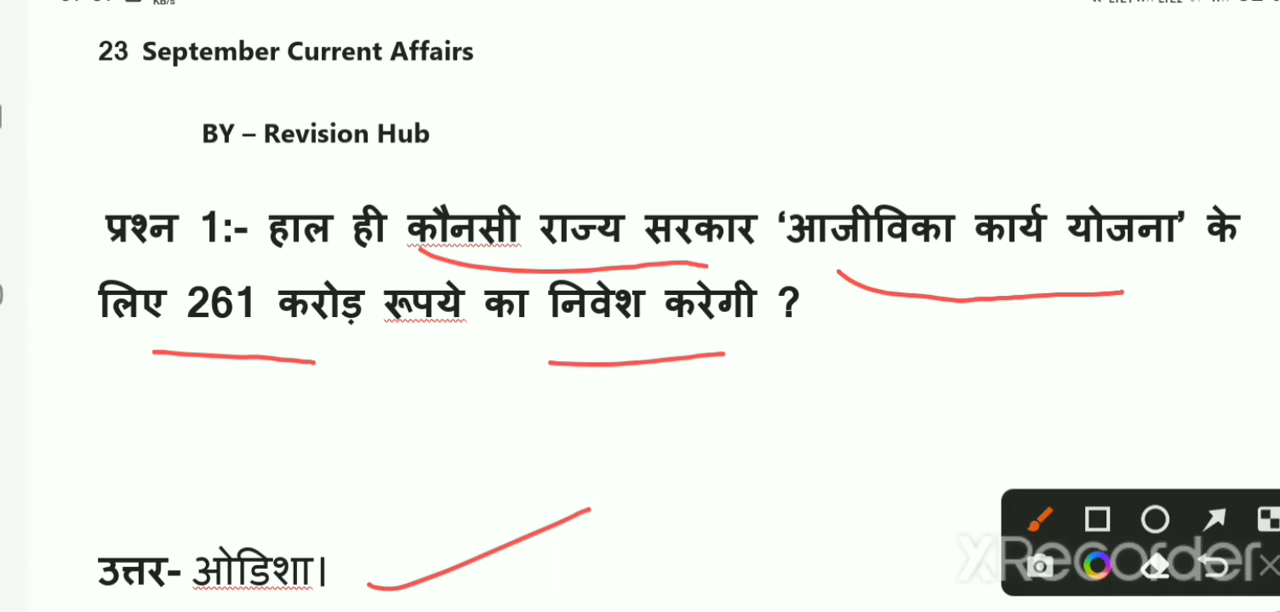 KB/s
23 September Current Affairs
BY – Revision Hub
प्रश्न 1:- हाल ही कौनसी राज्य सरकार ‘आजीविका कार्य योजना’ के
लिए 261 करोड़ रूपये का निवेश करेगी ?
उत्तर- ओडिशा।
XRecorder